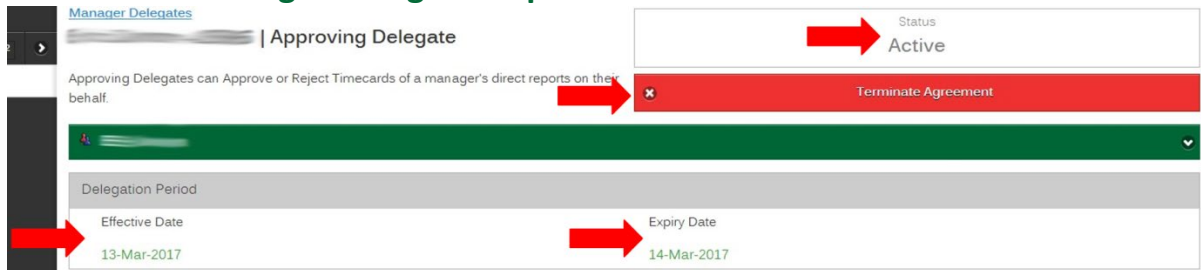 Manager Delegates
| Approving Delegate
Status
Active
Approving Delegates can Approve or Reject Timecards of a manager's direct reports on their
behalf.
Terminate Agreement
Delegation Period
Effective Date
Expiry Date
13-Mar-2017
14-Mar-2017